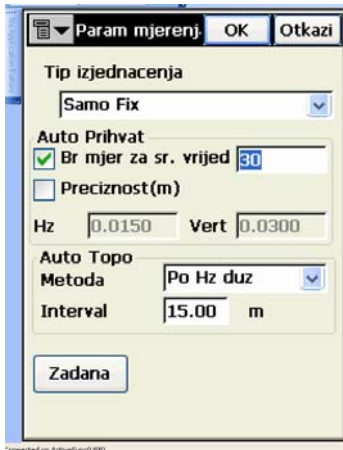 Param mjerenj. OK Otkazi
Tip izjednacenja
Samo Fix
Auto Prihvat
Br mjer za sr. vrijed 30
Preciznost(m)
Hz 0.0150 Vert 0.0300
Auto Topo
Metoda Po Hz duz
Interval 15.00 m
Zadana